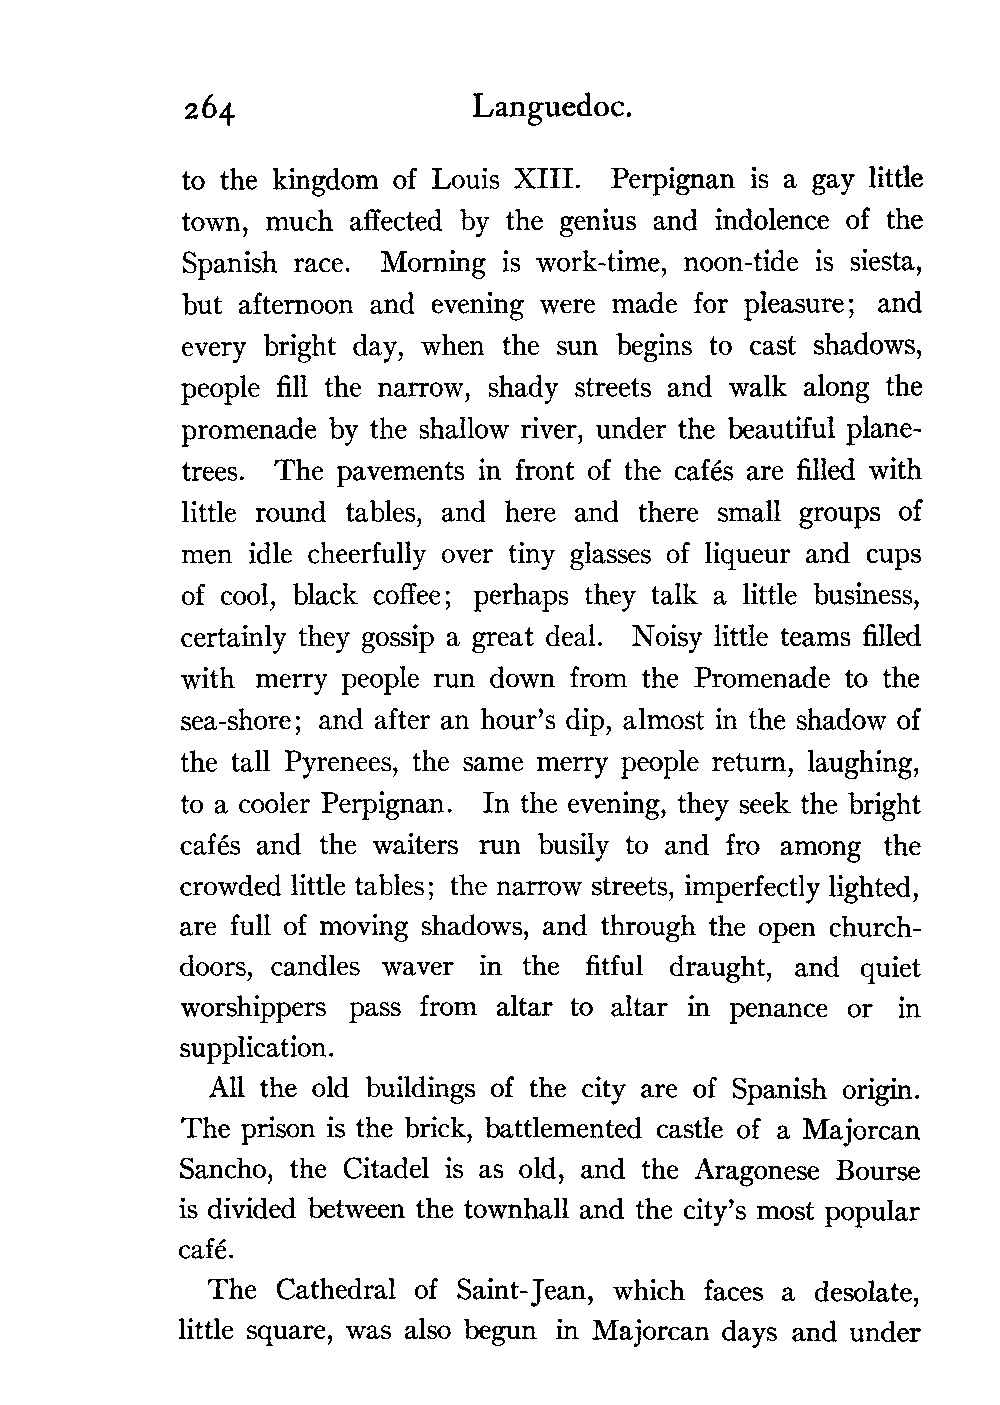 264 Languedoc.
to the kingdom of Louis XIII. Perpignan is a gay little
town, much affected by the genius and indolence of the
Spanish race. Morning is work-time, noon-tide is siesta,
but afternoon and evening were made for pleasure; and
every bright day, when the sun begins to cast shadows,
people fill the narrow, shady streets and walk along the
promenade by the shallow river, under the beautiful plane-
trees. The pavements in front of the cafés are filled with
little round tables, and here and there small groups of
men idle cheerfully over tiny glasses of liqueur and cups
of cool, black coffee; perhaps they talk a little business,
certainly they gossip a great deal. Noisy little teams filled
with merry people run down from the Promenade to the
sea-shore; and after an hour's dip, almost in the shadow of
the tall Pyrenees, the same merry people return, laughing,
to a cooler Perpignan. In the evening, they seek the bright
cafés and the waiters run busily to and fro among the
crowded little tables; the narrow streets, imperfectly lighted,
are full of moving shadows, and through the open church-
doors, candles waver in the fitful draught, and quiet
worshippers pass from altar to altar in penance or in
supplication.
All the old buildings of the city are of Spanish origin.
The prison is the brick, battlemented castle of a Majorcan
Sancho, the Citadel is as old, and the Aragonese Bourse
is divided between the townhall and the city's most popular
café.
The Cathedral of Saint-Jean, which faces a desolate,
little square, was also begun in Majorcan days and under